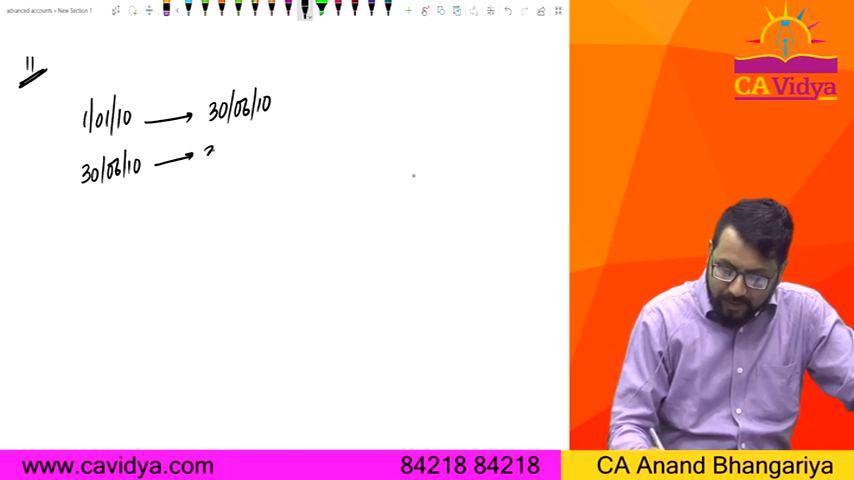 advanced accounts » New Section 1
11
1/01/10 → 30/06/10
30/06/10 →
CA Vidya
www.cavidya.com
84218 84218
CA Anand Bhangariya